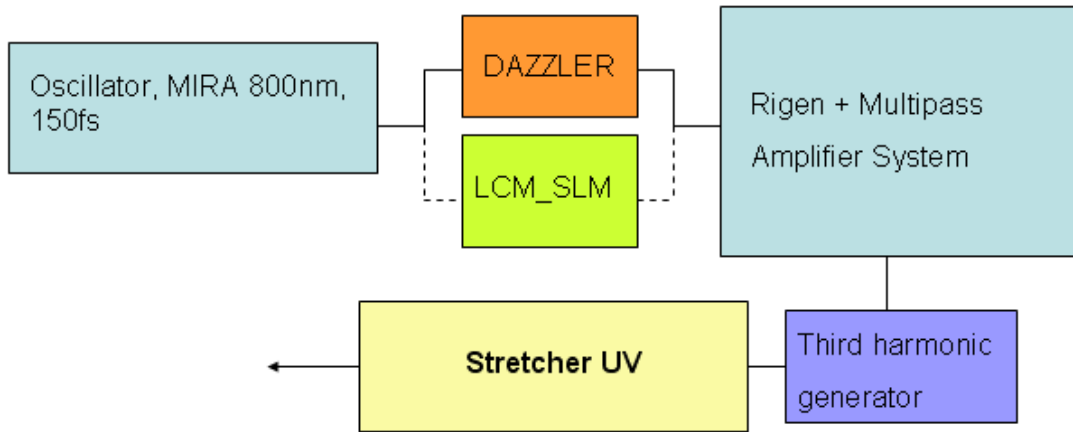 Oscillator, MIRA 800nm,
150fs
DAZZLER
LCM_SLM
Rigen + Multipass
Amplifier System
Third harmonic
generator
Stretcher UV